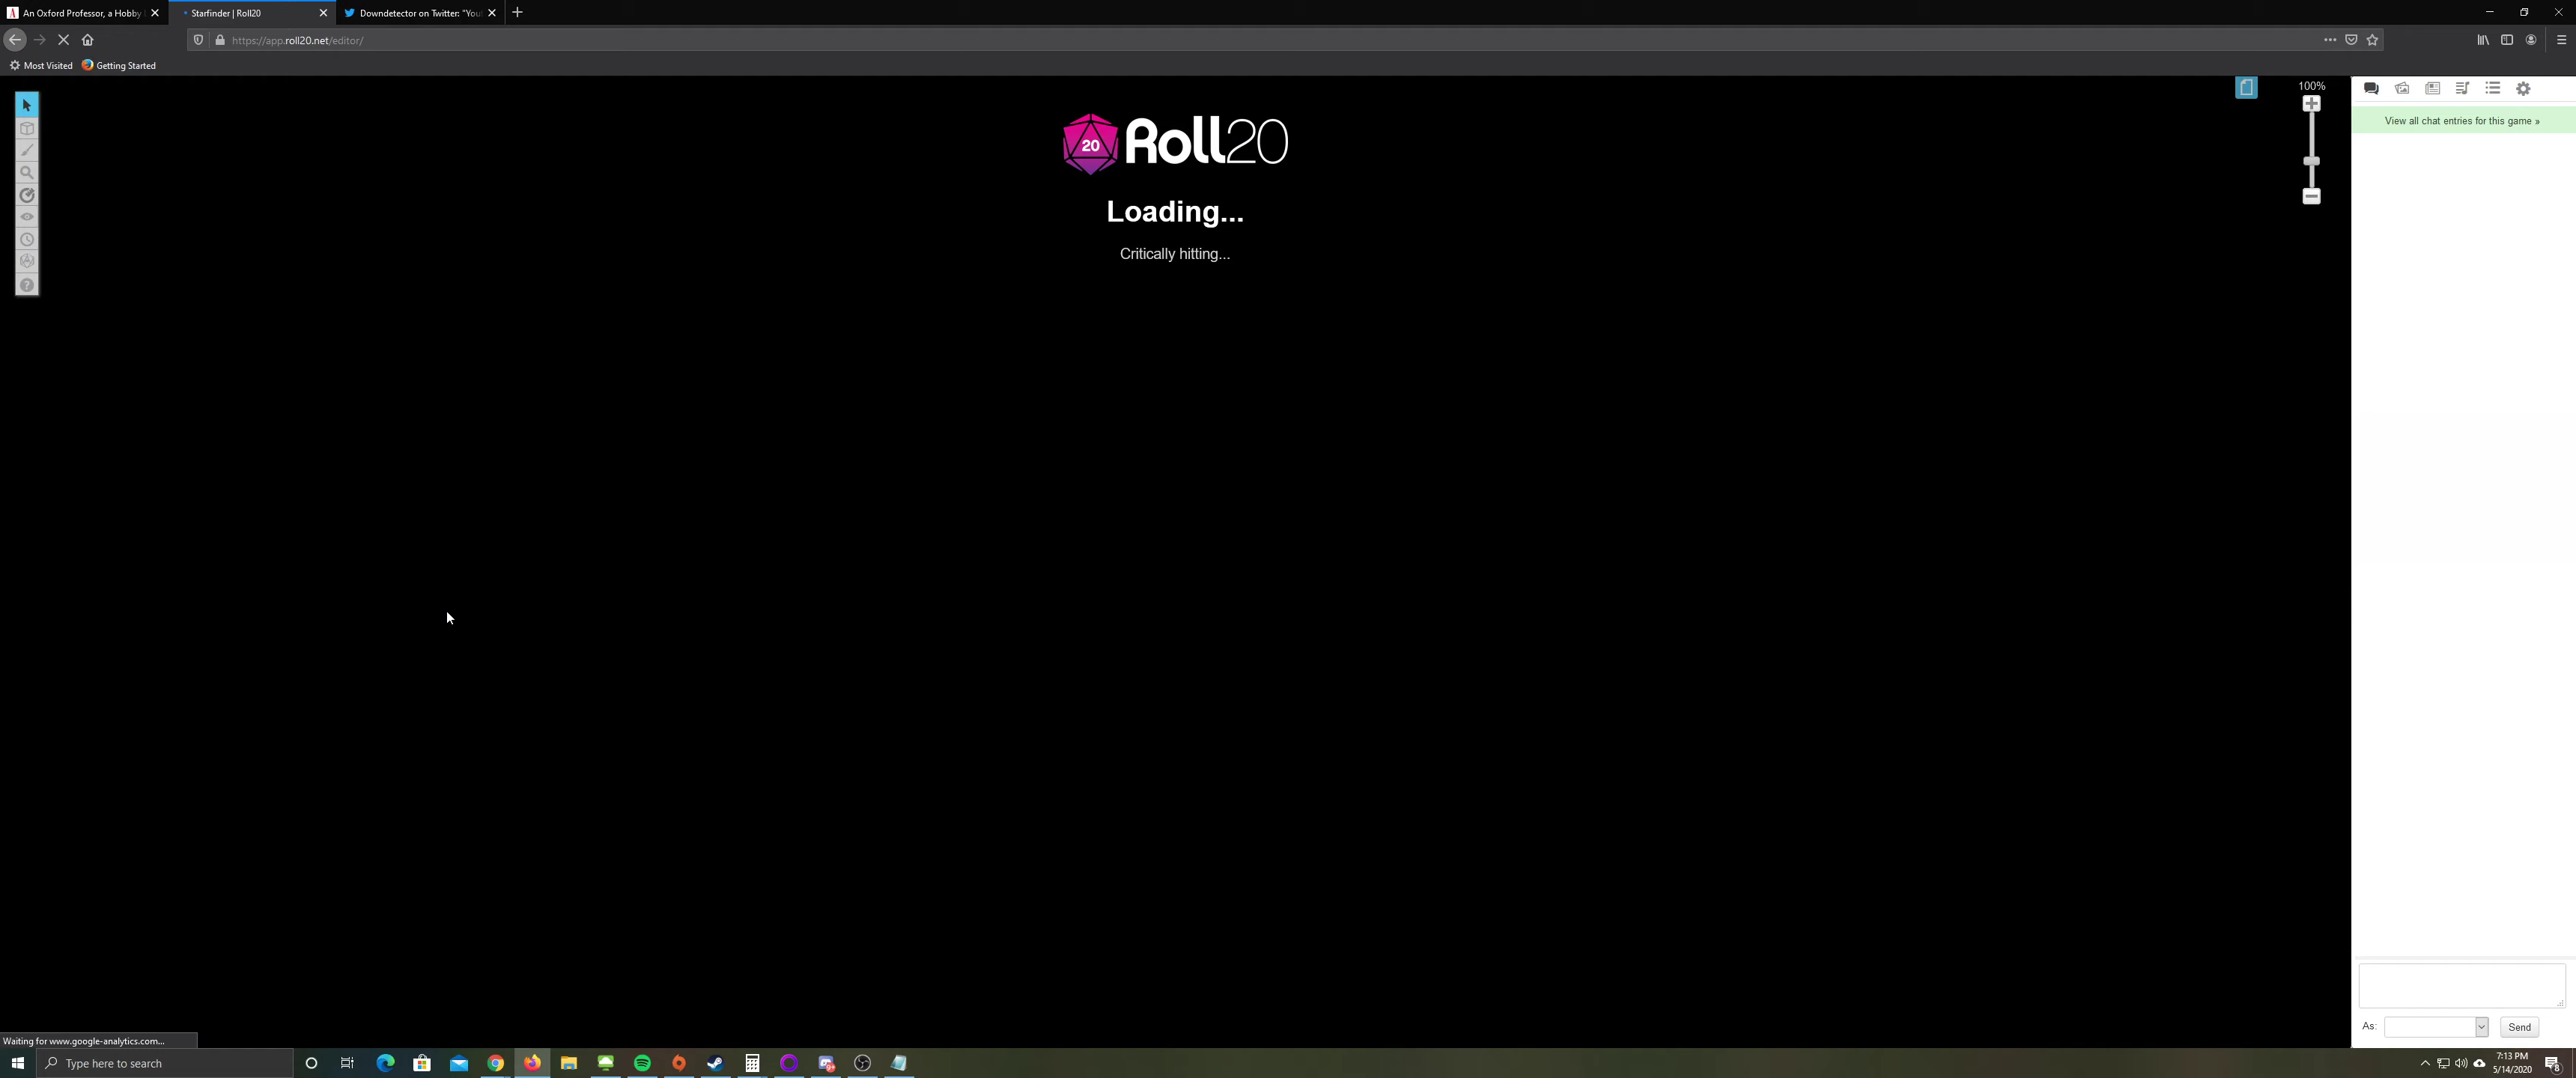 An Oxford Professor, a Hobby
Starfinder | Roll20
Downdetector on Twitter: "You
https://app.roll20.net/editor/
Most Visited
Getting Started
100%
20
Roll20
View all chat entries for this game »
Loading...
Critically hitting...
As:
Send
Waiting for www.google-analytics.com...
Type here to search
9+
7:13 PM
5/14/2020
8